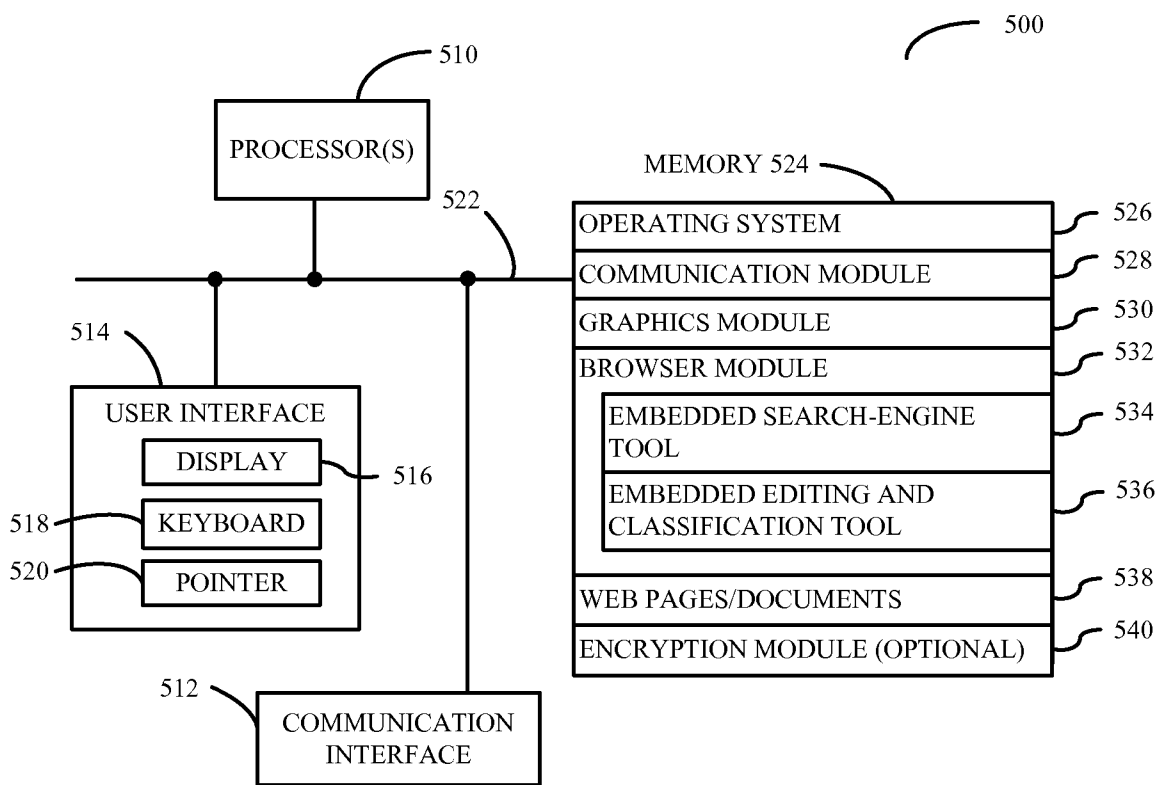 500
510
PROCESSOR(S)
MEMORY 524
522
OPERATING SYSTEM
526
COMMUNICATION MODULE
528
GRAPHICS MODULE
530
BROWSER MODULE
532
EMBEDDED SEARCH-ENGINE
TOOL
534
EMBEDDED EDITING AND
CLASSIFICATION TOOL
536
WEB PAGES/DOCUMENTS
538
ENCRYPTION MODULE (OPTIONAL)
540
514
USER INTERFACE
DISPLAY
516
518
KEYBOARD
520
POINTER
512
COMMUNICATION
INTERFACE